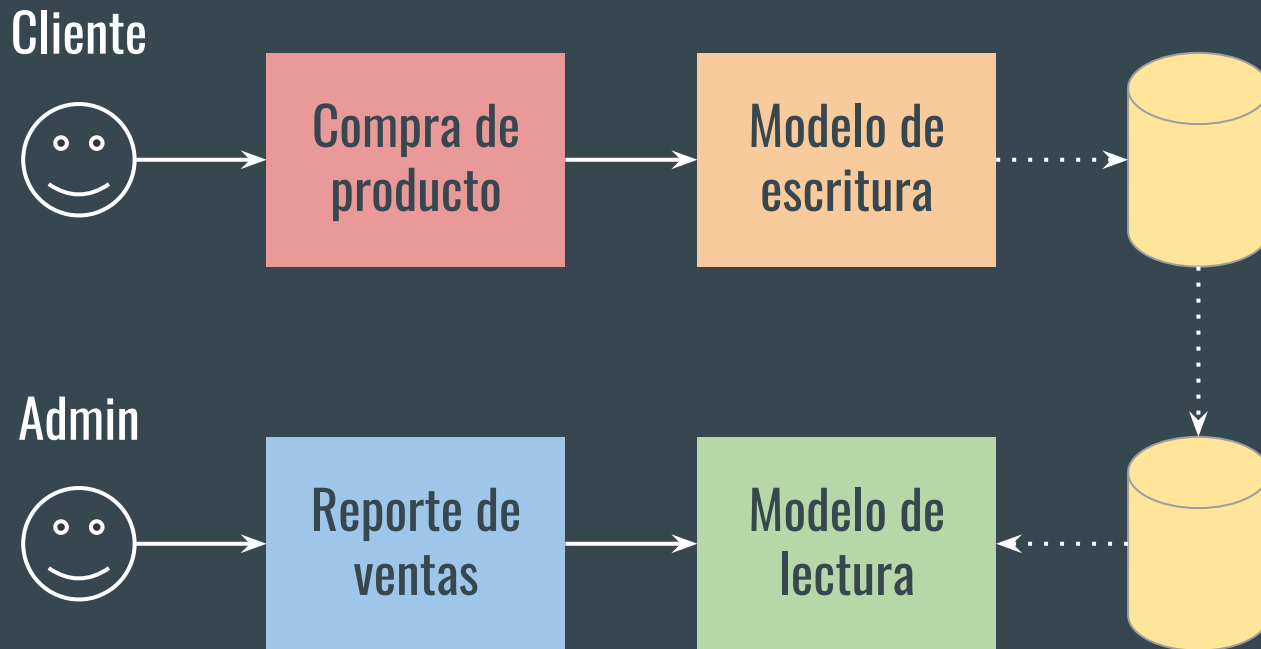 Cliente
Compra de
producto
Modelo de
escritura
Admin
Reporte de
ventas
Modelo de
lectura